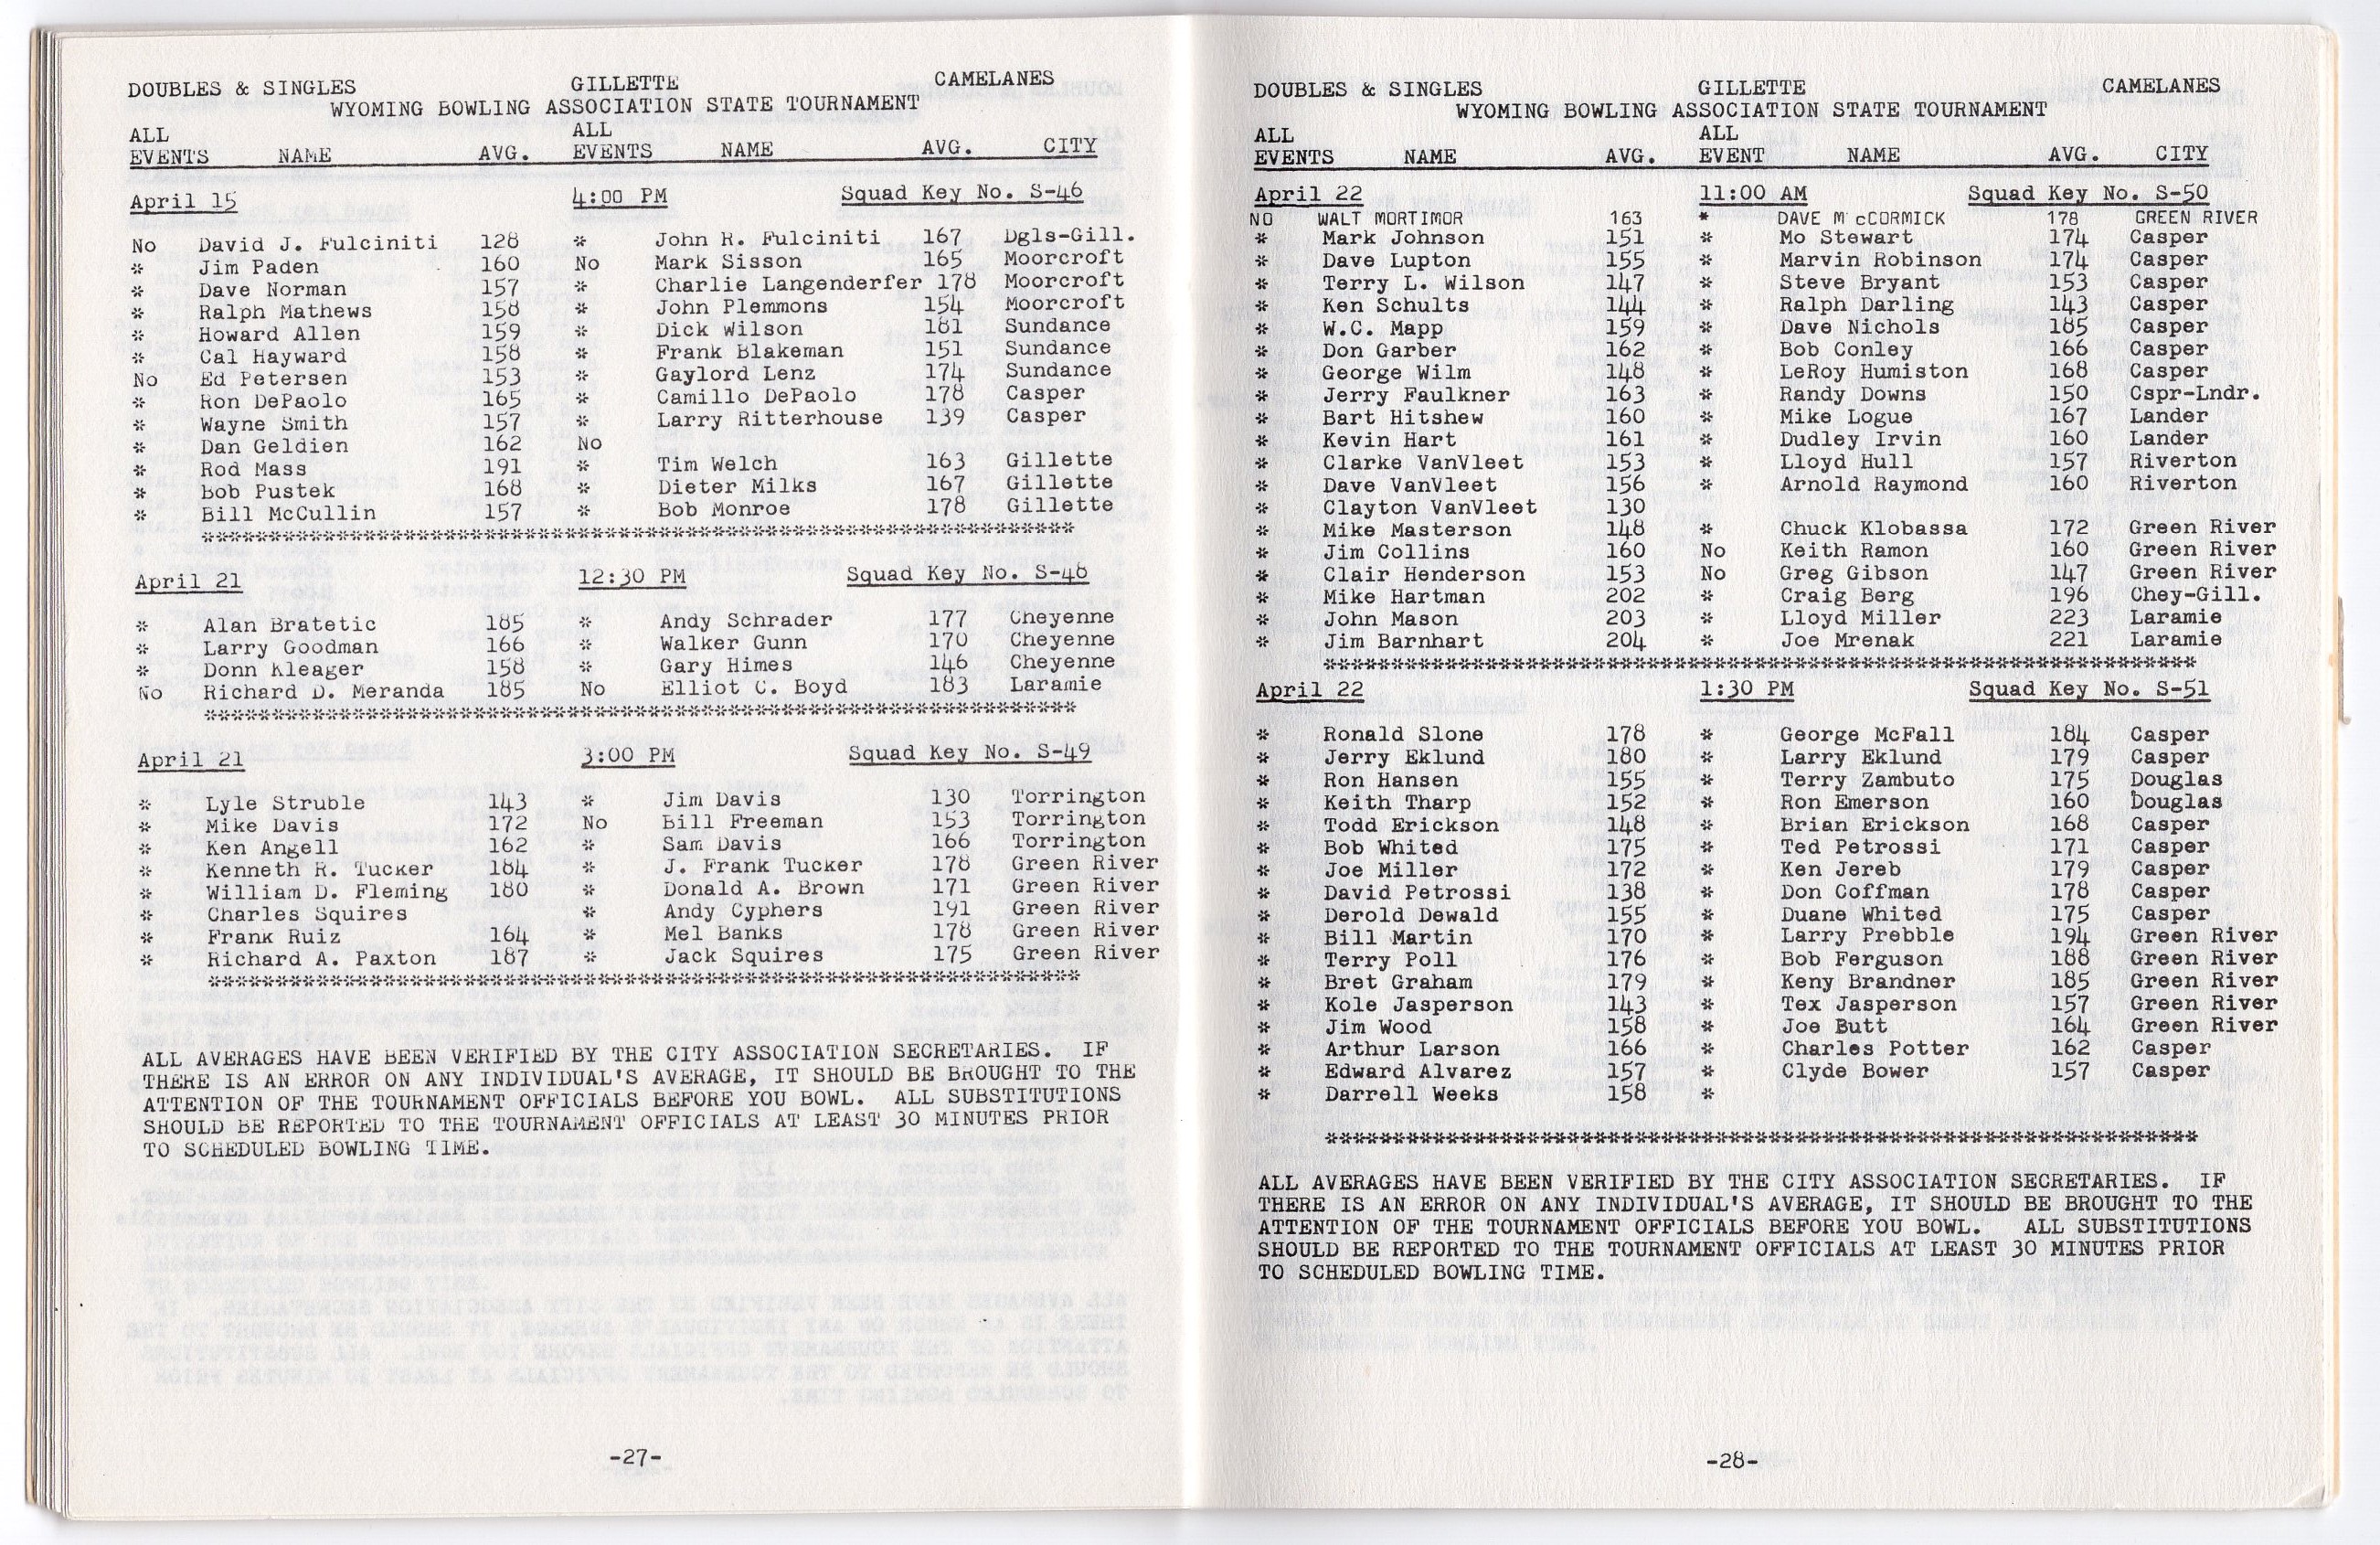 DOUBLES & SINGLES GILLETTE CAMELANES
WYOMING BOWLING ASSOCIATION STATE TOURNAMENT
ALL ALL
EVENTS NAME AVG. EVENTS NAME AVG. CITY
April 15 4:00 PM Squad Key No. S-46
No David J. Fulciniti 128 * John R. Fulciniti 167 Dgls-Gill.
* Jim Paden 160 No Mark Sisson 165 Moorcroft
* Dave Norman 157 * Charlie Langenderfer 178 Moorcroft
* Ralph Mathews 158 * John Plemmons 154 Moorcroft
* Howard Allen 159 * Dick Wilson 181 Sundance
* Cal Hayward 158 * Frank Blakeman 151 Sundance
No Ed Petersen 153 * Gaylord Lenz 174 Sundance
* Ron DePaolo 165 * Camillo DePaolo 178 Casper
* Wayne Smith 157 * Larry Ritterhouse 139 Casper
* Dan Geldien 162 No
* Rod Mass 191 * Tim Welch 163 Gillette
* Bob Pustek 168 * Dieter Milks 167 Gillette
* Bill McCullin 157 * Bob Monroe 178 Gillette
*****************************************************************
April 21 12:30 PM Squad Key No. S-48
* Alan Bratetic 185 * Andy Schrader 177 Cheyenne
* Larry Goodman 166 * Walker Gunn 170 Cheyenne
* Donn Kleager 158 * Gary Himes 146 Cheyenne
No Richard D. Meranda 185 No Elliot C. Boyd 183 Laramie
*****************************************************************
April 21 3:00 PM Squad Key No. S-49
* Lyle Struble 143 * Jim Davis 130 Torrington
* Mike Davis 172 No Bill Freeman 153 Torrington
* Ken Angell 162 * Sam Davis 166 Torrington
* Kenneth R. Tucker 184 * J. Frank Tucker 178 Green River
* William D. Fleming 180 * Donald A. Brown 171 Green River
* Charles Squires * Andy Cyphers 191 Green River
* Frank Ruiz 164 * Mel Banks 178 Green River
* Richard A. Paxton 187 * Jack Squires 175 Green River
*****************************************************************
ALL AVERAGES HAVE BEEN VERIFIED BY THE CITY ASSOCIATION SECRETARIES. IF
THERE IS AN ERROR ON ANY INDIVIDUAL'S AVERAGE, IT SHOULD BE BROUGHT TO THE
ATTENTION OF THE TOURNAMENT OFFICIALS BEFORE YOU BOWL. ALL SUBSTITUTIONS
SHOULD BE REPORTED TO THE TOURNAMENT OFFICIALS AT LEAST 30 MINUTES PRIOR
TO SCHEDULED BOWLING TIME.
-27-
DOUBLES & SINGLES GILLETTE CAMELANES
WYOMING BOWLING ASSOCIATION STATE TOURNAMENT
ALL ALL
EVENTS NAME AVG. EVENT NAME AVG. CITY
April 22 11:00 AM Squad Key No. S-50
NO WALT MORTIMOR 163 * DAVE McCORMICK 178 GREEN RIVER
* Mark Johnson 151 * Mo Stewart 174 Casper
* Dave Lupton 155 * Marvin Robinson 174 Casper
* Terry L. Wilson 147 * Steve Bryant 153 Casper
* Ken Schults 144 * Ralph Darling 143 Casper
* W.C. Mapp 159 * Dave Nichols 185 Casper
* Don Garber 162 * Bob Conley 166 Casper
* George Wilm 148 * LeRoy Humiston 168 Casper
* Jerry Faulkner 163 * Randy Downs 150 Cspr-Lndr.
* Bart Hitshew 160 * Mike Logue 167 Lander
* Kevin Hart 161 * Dudley Irvin 160 Lander
* Clarke VanVleet 153 * Lloyd Hull 157 Riverton
* Dave VanVleet 156 * Arnold Raymond 160 Riverton
* Clayton VanVleet 130
* Mike Masterson 148 * Chuck Klobassa 172 Green River
* Jim Collins 160 No Keith Ramon 160 Green River
* Clair Henderson 153 No Greg Gibson 147 Green River
* Mike Hartman 202 * Craig Berg 196 Chey-Gill.
* John Mason 203 * Lloyd Miller 223 Laramie
* Jim Barnhart 204 * Joe Mrenak 221 Laramie
*****************************************************************
April 22 1:30 PM Squad Key No. S-51
* Ronald Slone 178 * George McFall 184 Casper
* Jerry Eklund 180 * Larry Eklund 179 Casper
* Ron Hansen 155 * Terry Zambuto 175 Douglas
* Keith Tharp 152 * Ron Emerson 160 Douglas
* Todd Erickson 148 * Brian Erickson 168 Casper
* Bob Whited 175 * Ted Petrossi 171 Casper
* Joe Miller 172 * Ken Jereb 179 Casper
* David Petrossi 138 * Don Coffman 178 Casper
* Derold Dewald 155 * Duane Whited 175 Casper
* Bill Martin 170 * Larry Prebble 194 Green River
* Terry Poll 176 * Bob Ferguson 188 Green River
* Bret Graham 179 * Keny Brandner 185 Green River
* Kole Jasperson 143 * Tex Jasperson 157 Green River
* Jim Wood 158 * Joe Butt 164 Green River
* Arthur Larson 166 * Charles Potter 162 Casper
* Edward Alvarez 157 * Clyde Bower 157 Casper
* Darrell Weeks 158 *
*****************************************************************
ALL AVERAGES HAVE BEEN VERIFIED BY THE CITY ASSOCIATION SECRETARIES. IF
THERE IS AN ERROR ON ANY INDIVIDUAL'S AVERAGE, IT SHOULD BE BROUGHT TO THE
ATTENTION OF THE TOURNAMENT OFFICIALS BEFORE YOU BOWL. ALL SUBSTITUTIONS
SHOULD BE REPORTED TO THE TOURNAMENT OFFICIALS AT LEAST 30 MINUTES PRIOR
TO SCHEDULED BOWLING TIME.
-28-